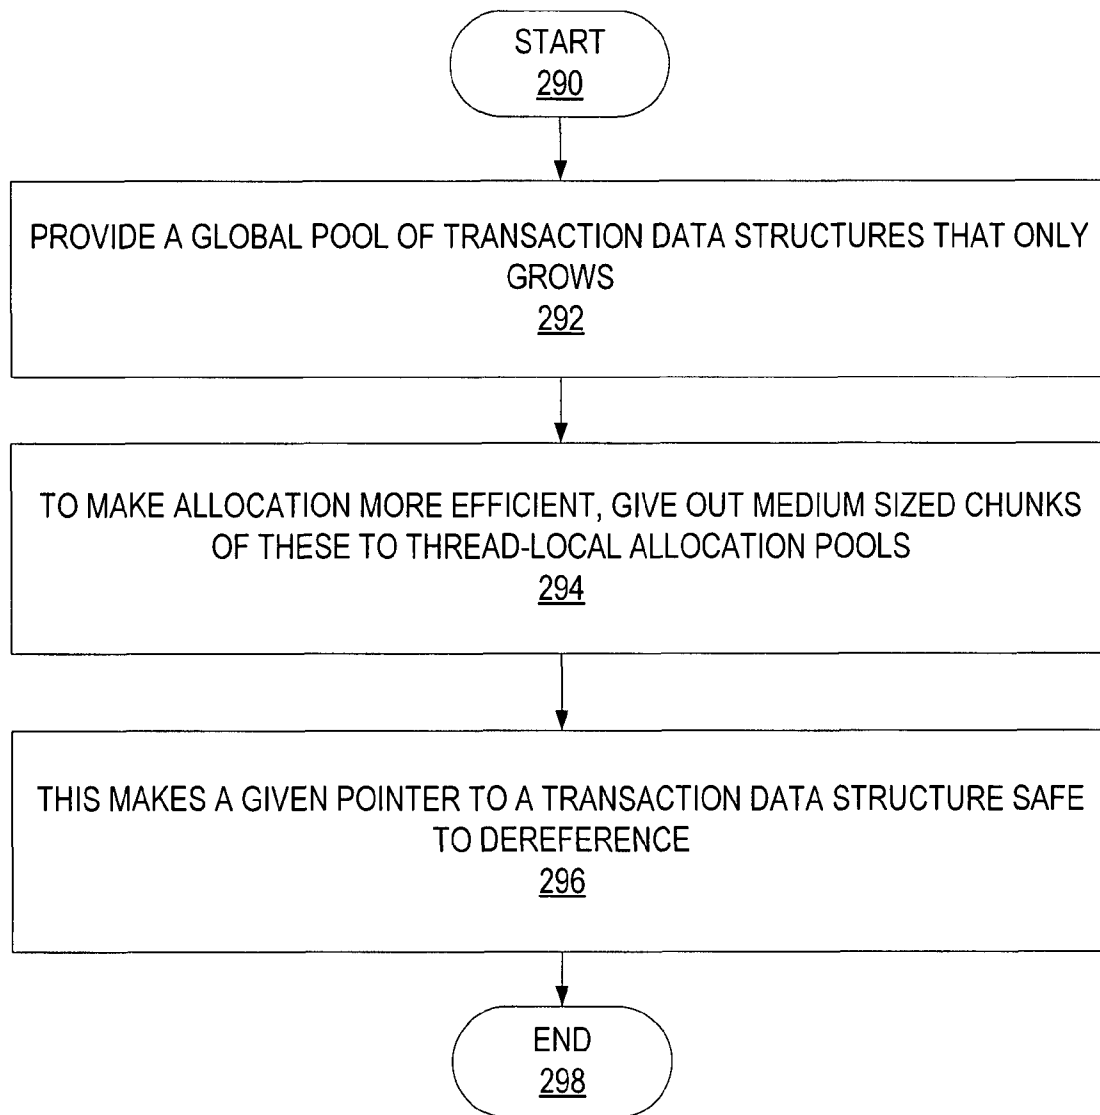 START
290
PROVIDE A GLOBAL POOL OF TRANSACTION DATA STRUCTURES THAT ONLY
GROWS
292
TO MAKE ALLOCATION MORE EFFICIENT, GIVE OUT MEDIUM SIZED CHUNKS
OF THESE TO THREAD-LOCAL ALLOCATION POOLS
294
THIS MAKES A GIVEN POINTER TO A TRANSACTION DATA STRUCTURE SAFE
TO DEREFERENCE
296
END
298